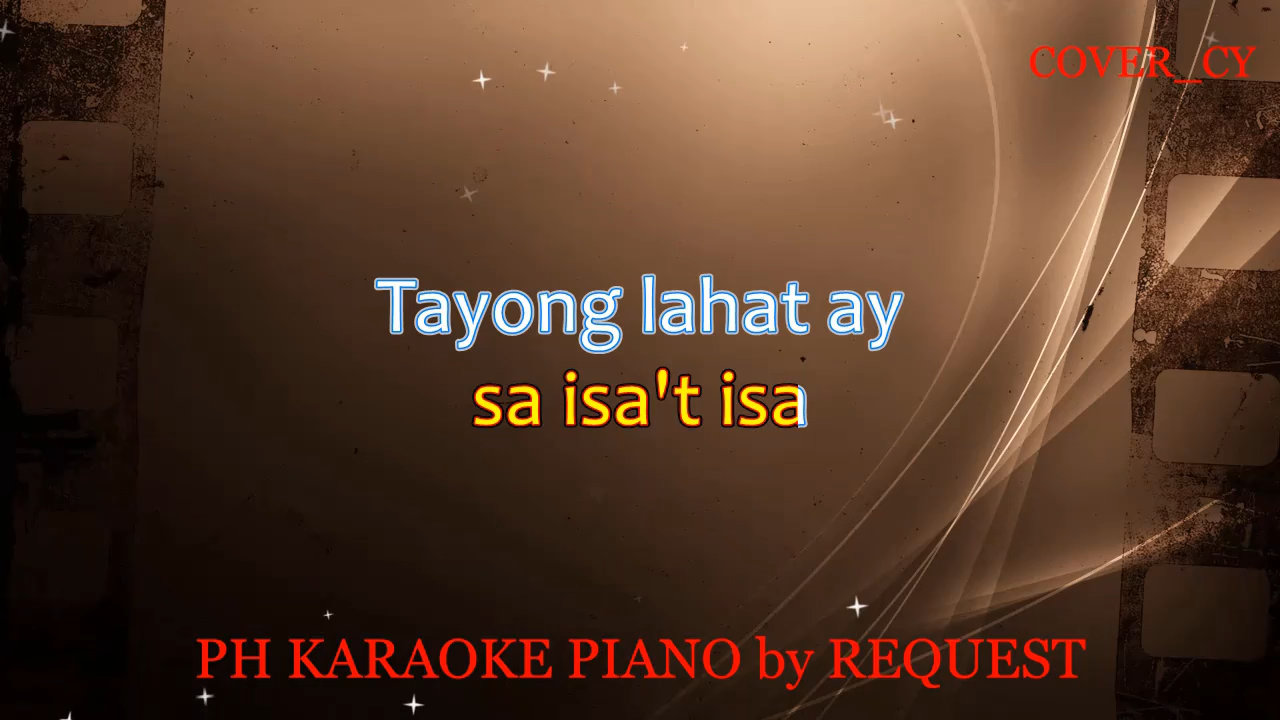 COVER_CY
Tayong lahat ay
sa isa't isa
PH KARAOKE PIANO by REQUEST